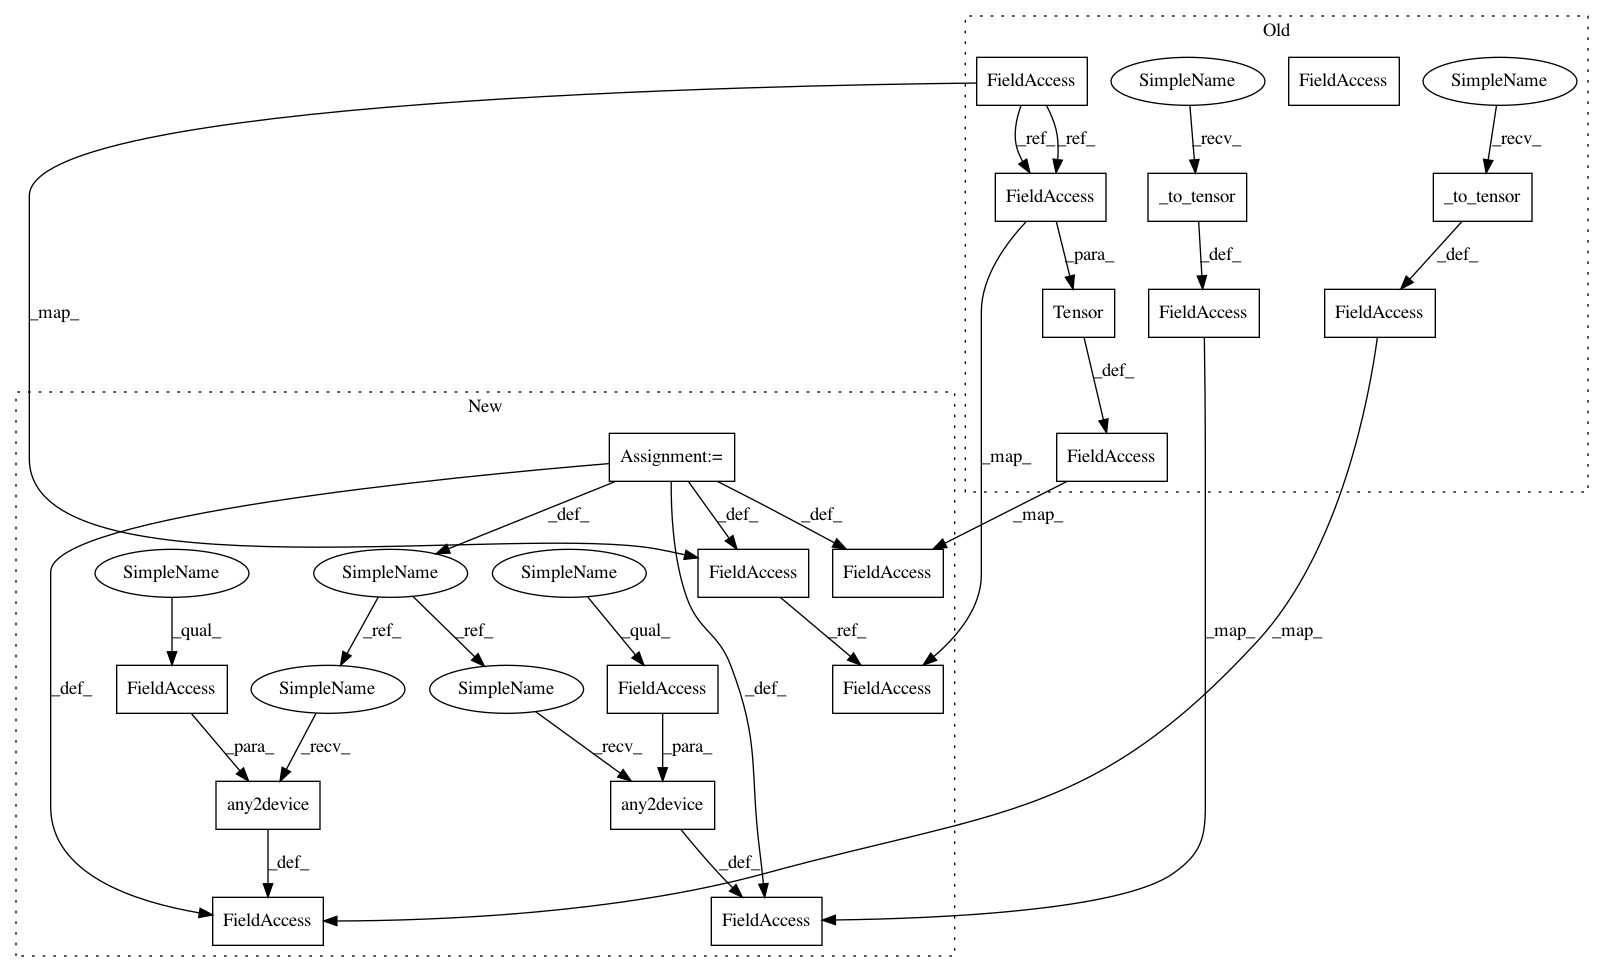 Old
FieldAccess
SimpleName
FieldAccess
SimpleName
_ref_
_ref_
_recv_
_recv_
FieldAccess
_to_tensor
_to_tensor
_para_
_def_
_def_
_map_
Tensor
FieldAccess
FieldAccess
_def_
New
Assignment:=
_map_
FieldAccess
_def_
_def_
_def_
_map_
SimpleName
SimpleName
SimpleName
FieldAccess
FieldAccess
_qual_
_ref_
_ref_
_qual_
_ref_
_map_
_map_
_def_
FieldAccess
SimpleName
SimpleName
FieldAccess
_def_
FieldAccess
_para_
_recv_
_recv_
_para_
any2device
any2device
_def_
_def_
FieldAccess
FieldAccess